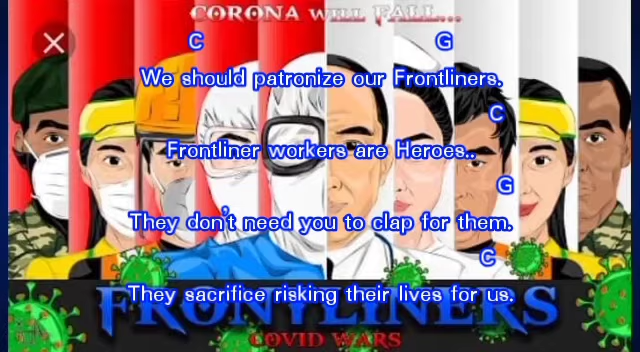 CORONA WILL FALL...
C G
We should patronize our Frontliners.
C
Frontliner workers are Heroes..
G
They don't need you to clap for them.
C
They sacrifice risking their lives for us.
FRONTLINERS
COVID WARS